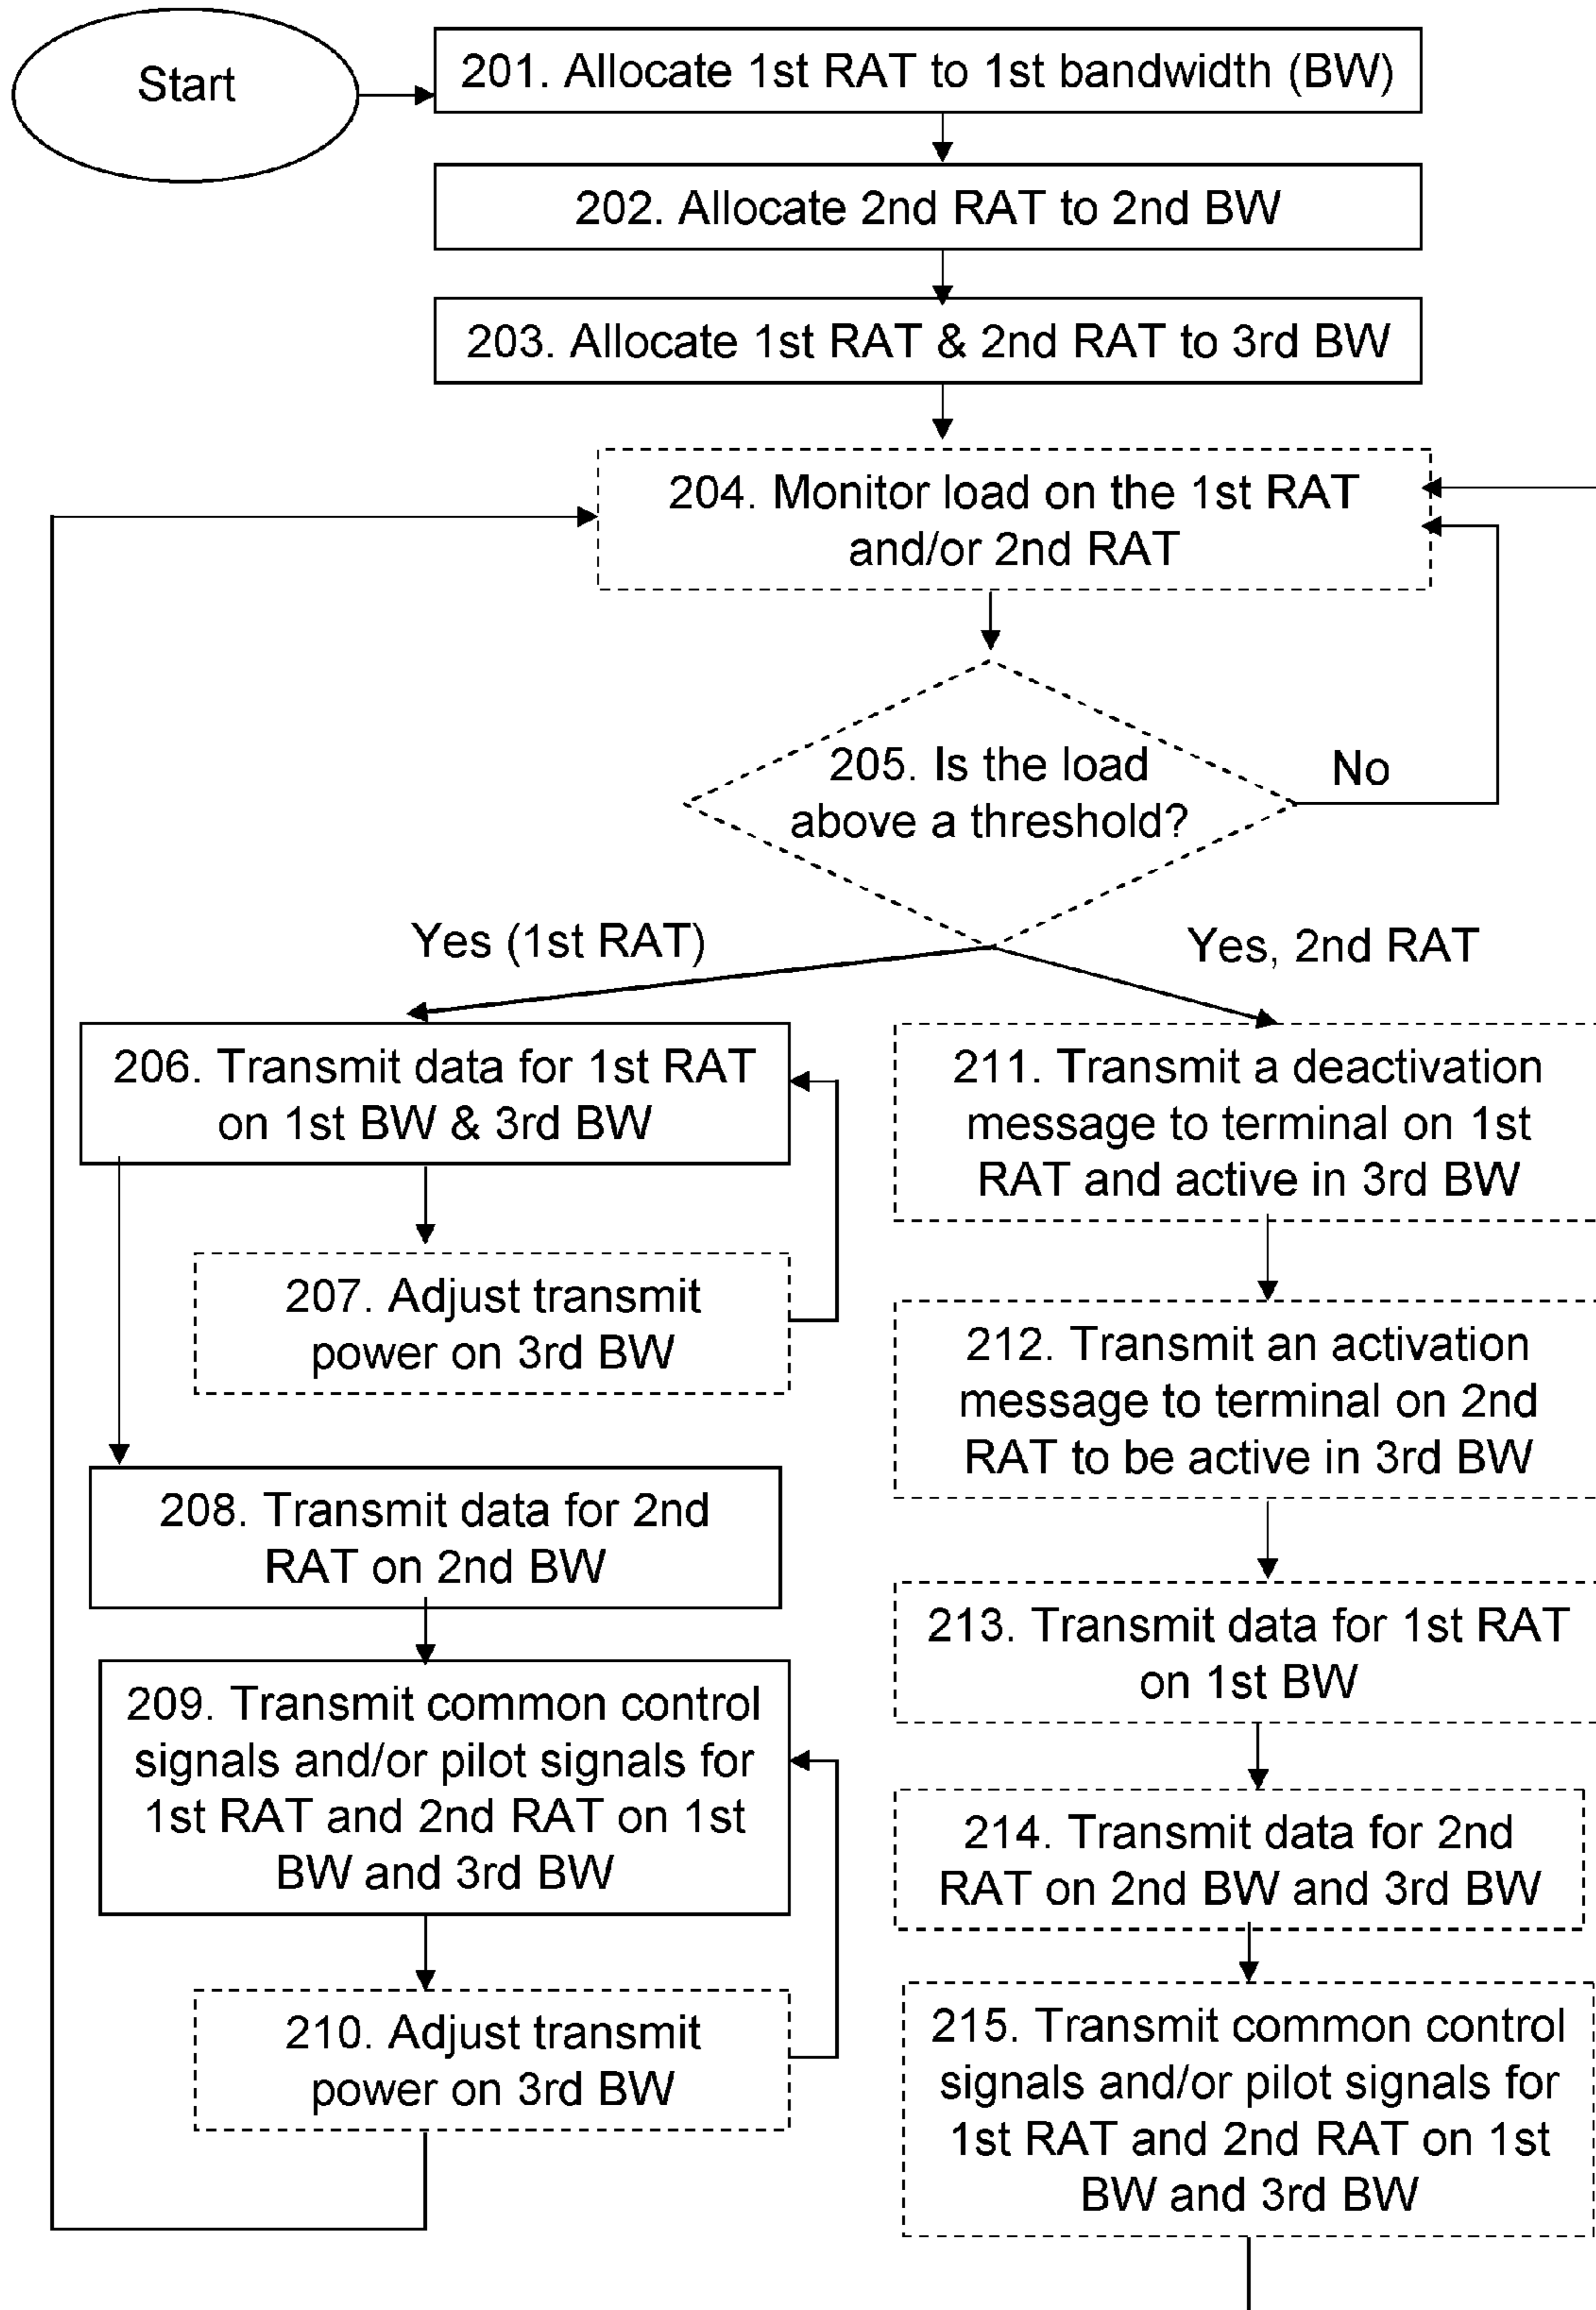 Start
201. Allocate 1st RAT to 1st bandwidth (BW)
202. Allocate 2nd RAT to 2nd BW
203. Allocate 1st RAT & 2nd RAT to 3rd BW
204. Monitor load on the 1st RAT
and/or 2nd RAT
205. Is the load
above a threshold?
No
Yes (1st RAT)
Yes, 2nd RAT
206. Transmit data for 1st RAT
on 1st BW & 3rd BW
207. Adjust transmit
power on 3rd BW
208. Transmit data for 2nd
RAT on 2nd BW
209. Transmit common control
signals and/or pilot signals for
1st RAT and 2nd RAT on 1st
BW and 3rd BW
210. Adjust transmit
power on 3rd BW
211. Transmit a deactivation
message to terminal on 1st
RAT and active in 3rd BW
212. Transmit an activation
message to terminal on 2nd
RAT to be active in 3rd BW
213. Transmit data for 1st RAT
on 1st BW
214. Transmit data for 2nd
RAT on 2nd BW and 3rd BW
215. Transmit common control
signals and/or pilot signals for
1st RAT and 2nd RAT on 1st
BW and 3rd BW